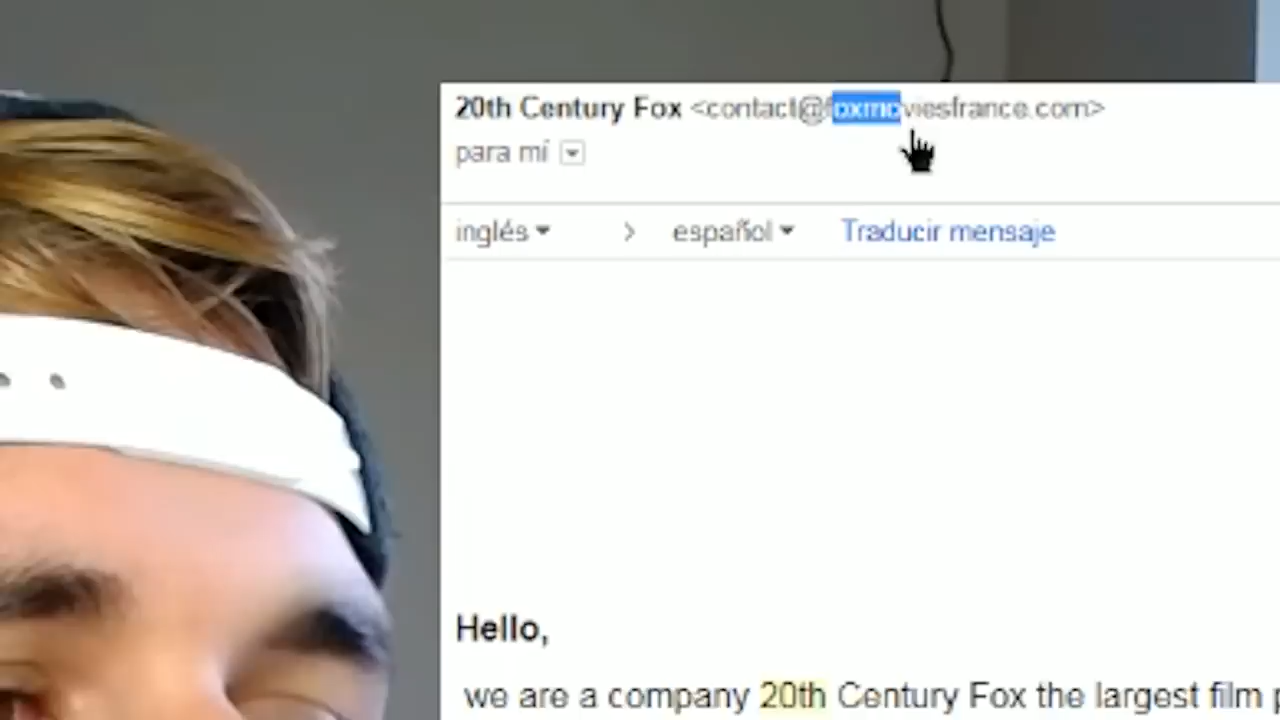 20th Century Fox <contact@foxmoviesfrance.com>
para mí
inglés > español Traducir mensaje
Hello,
we are a company 20th Century Fox the largest film